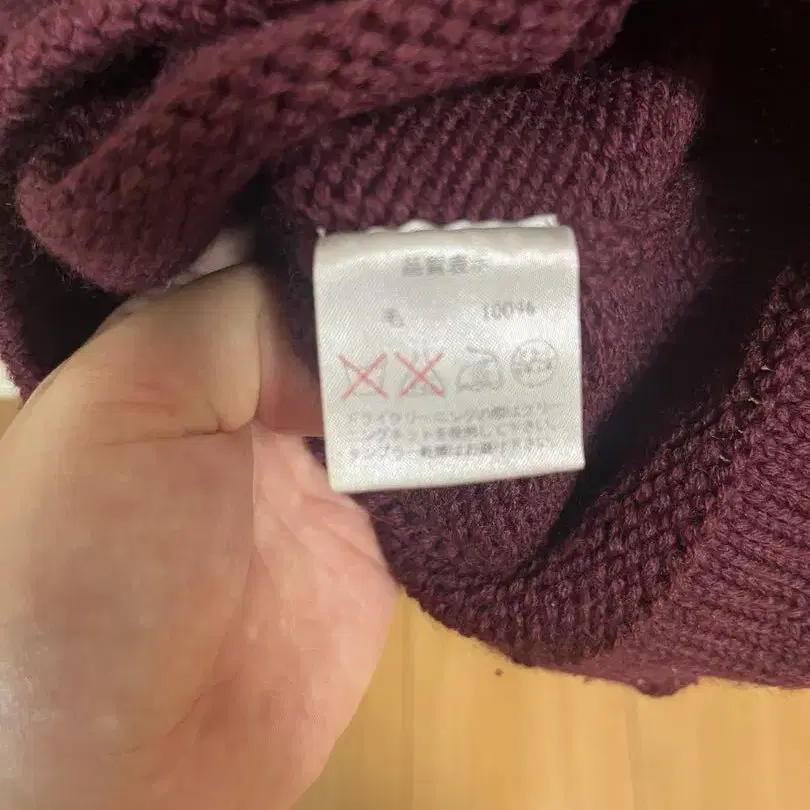 品質表示
毛 100%
ドライクリーニングの際はクリー
ニングネットを使用して下さい。
タンブラー乾燥はお避け下さい。